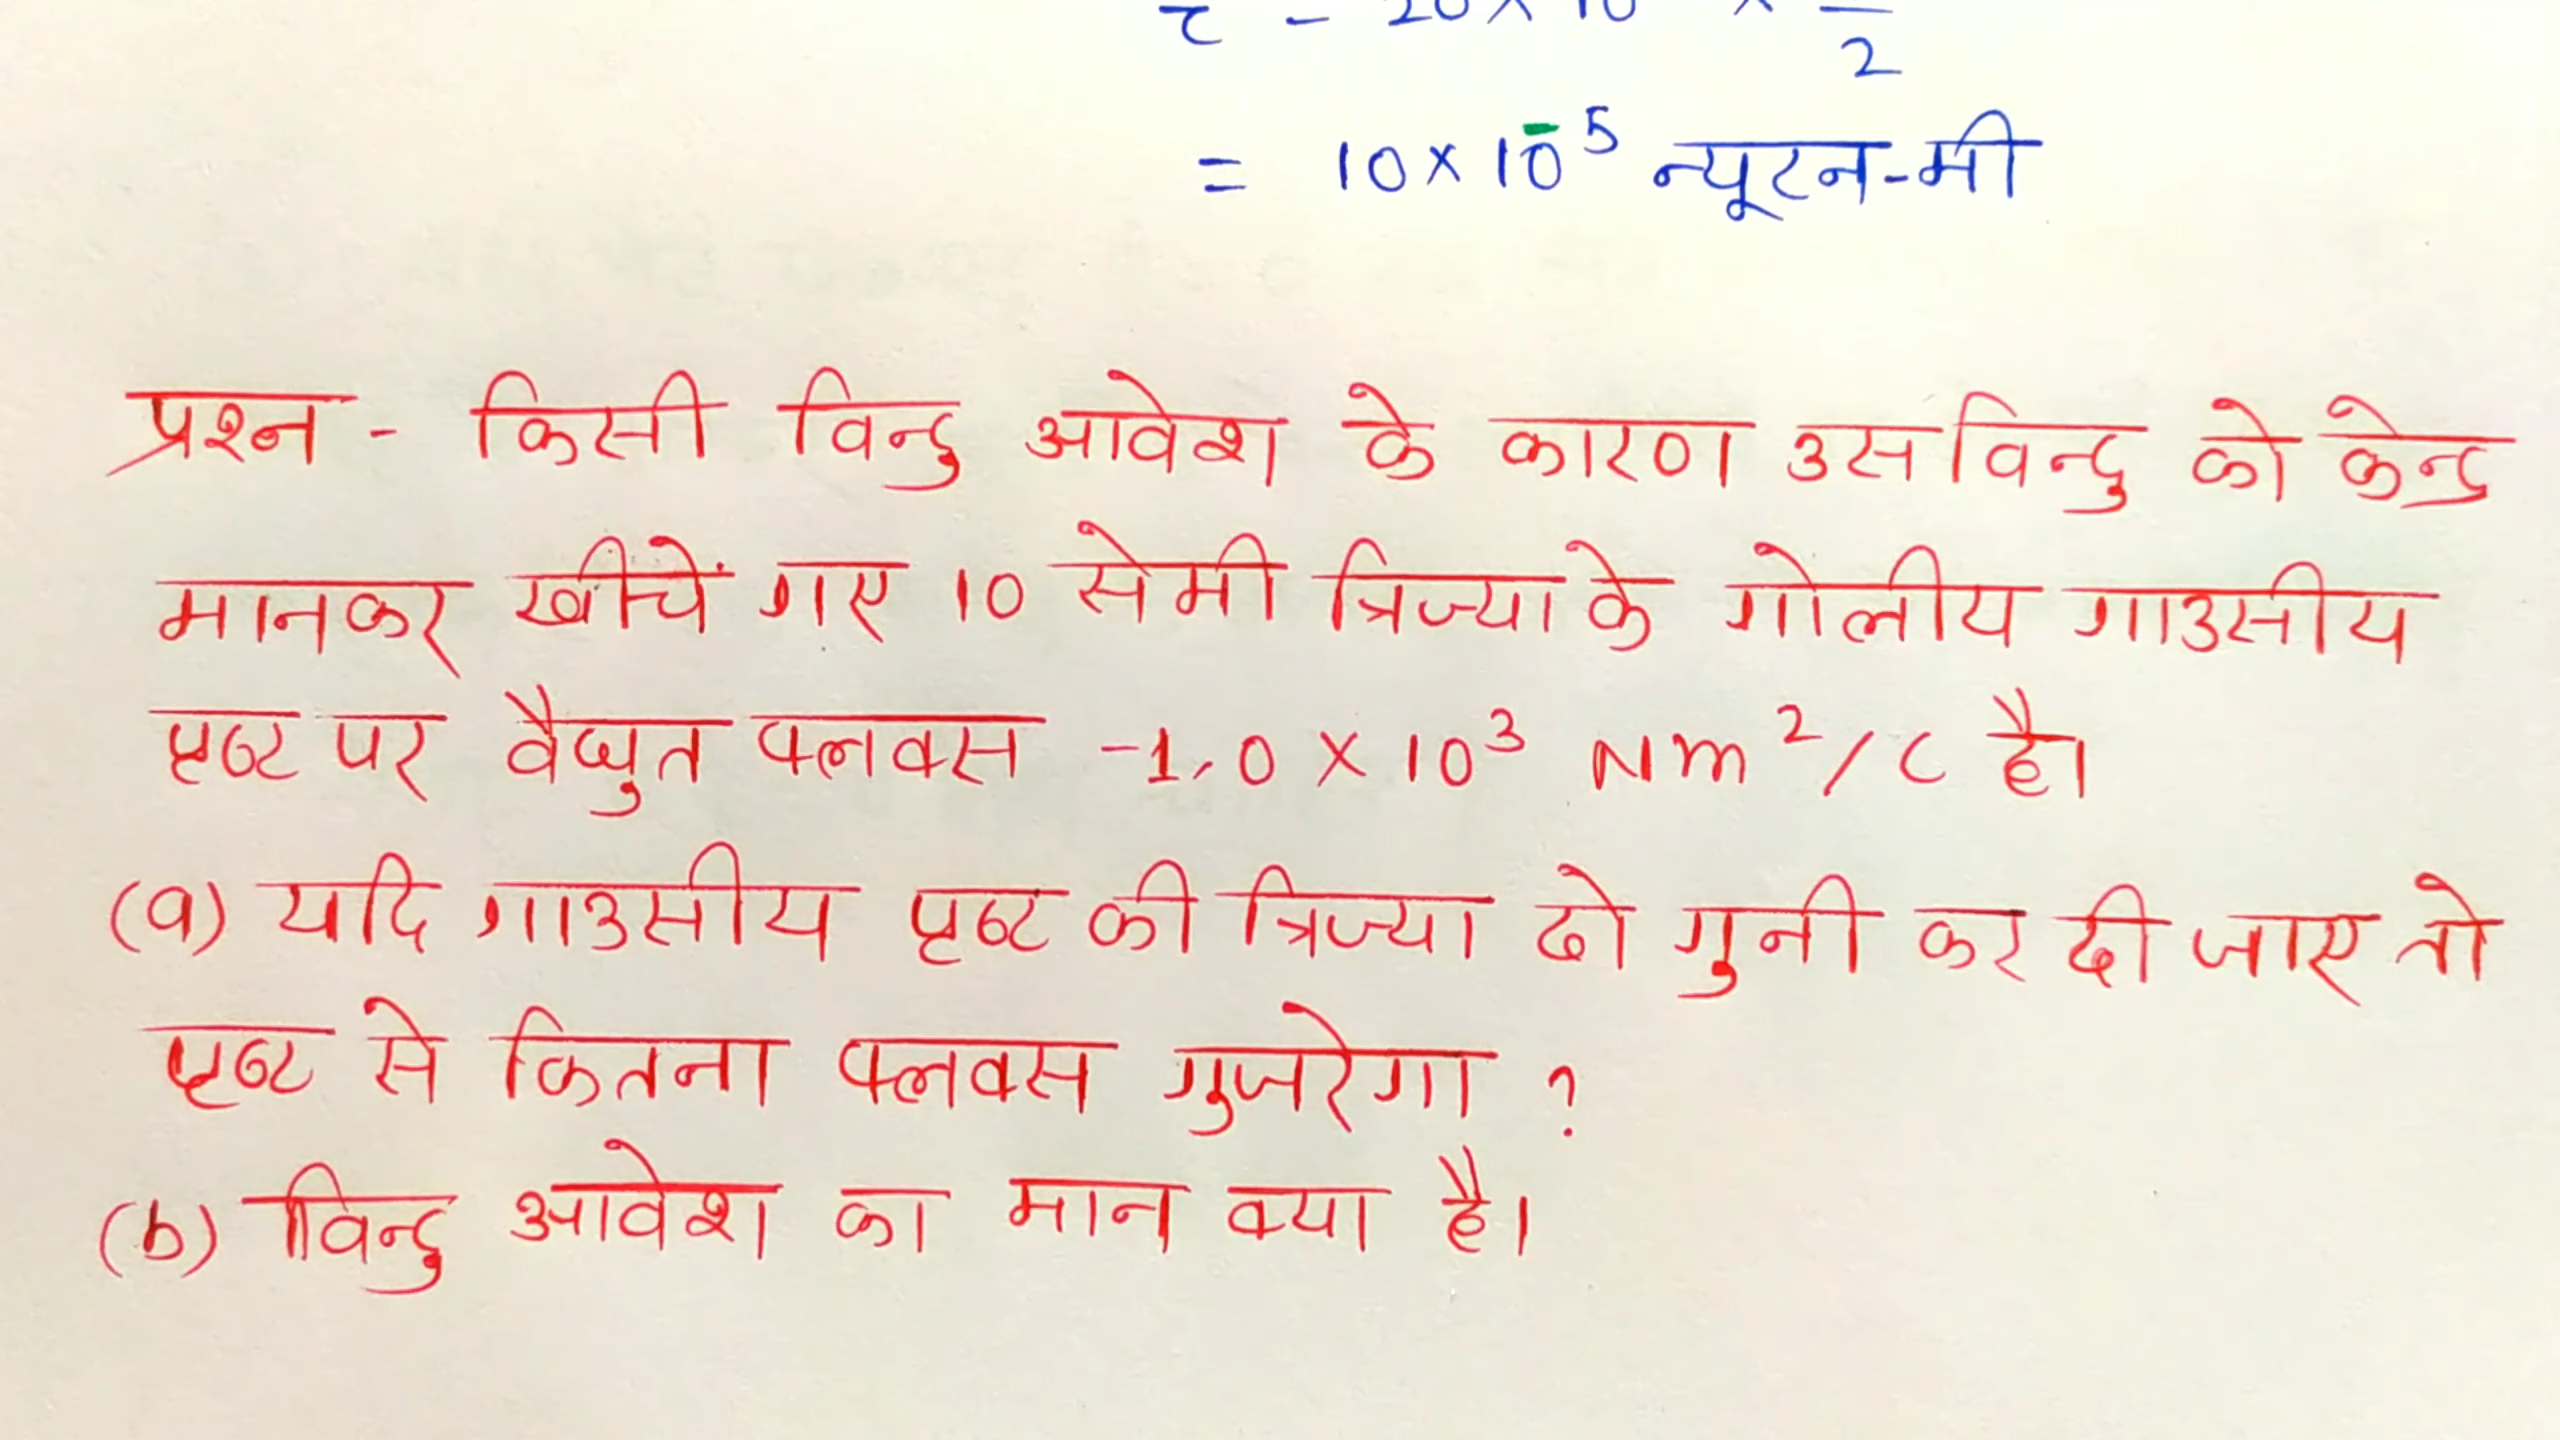 = 10×10⁻⁵ न्यूटन-मी
प्रश्न - किसी विन्दु आवेश के कारण उस विन्दु को केन्द्र
मानकर खींचें गए 10 सेमी त्रिज्या के गोलीय गाउसीय
पृष्ट पर वैद्युत फ्लक्स -1.0 × 10³ Nm²/C है।
(a) यदि गाउसीय पृष्ट की त्रिज्या दो गुनी कर दी जाए तो
पृष्ट से कितना फ्लक्स गुजरेगा ?
(b) विन्दु आवेश का मान क्या है।